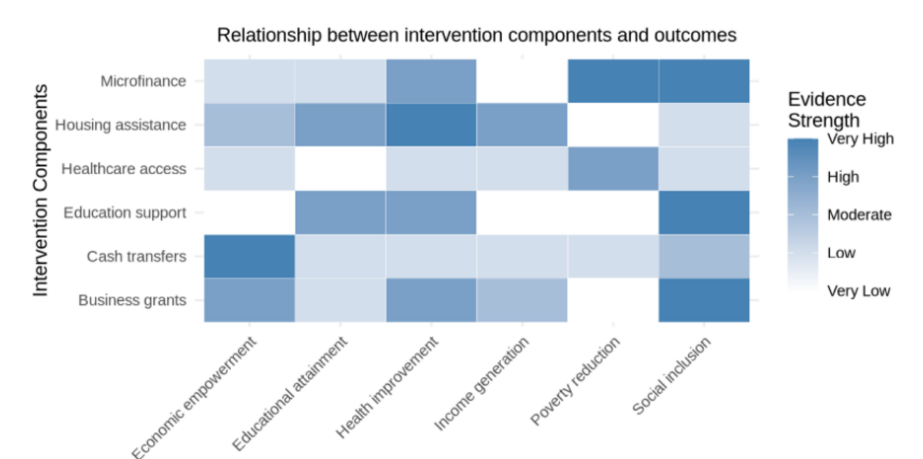 Relationship between intervention components and outcomes
Intervention Components
Microfinance
Housing assistance
Healthcare access
Education support
Cash transfers
Business grants
Economic empowerment
Educational attainment
Health improvement
Income generation
Poverty reduction
Social inclusion
Evidence
Strength
Very High
High
Moderate
Low
Very Low